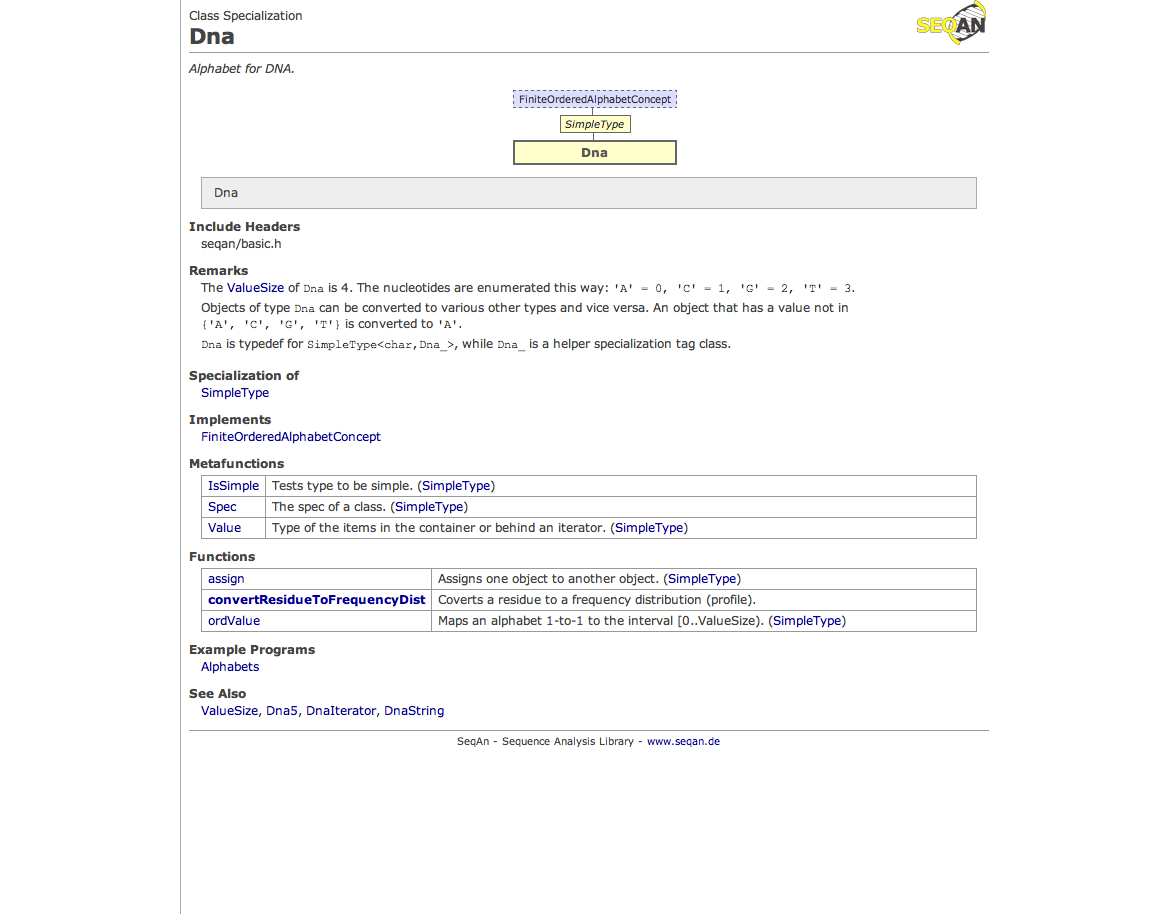 Class Specialization
Dna
SEQAN
Alphabet for DNA.
FiniteOrderedAlphabetConcept
SimpleType
Dna
Dna
Include Headers
seqan/basic.h
Remarks
The ValueSize of Dna is 4. The nucleotides are enumerated this way: 'A' = 0, 'C' = 1, 'G' = 2, 'T' = 3.
Objects of type Dna can be converted to various other types and vice versa. An object that has a value not in
{'A', 'C', 'G', 'T'} is converted to 'A'.
Dna is typedef for SimpleType<char,Dna_>, while Dna_ is a helper specialization tag class.
Specialization of
SimpleType
Implements
FiniteOrderedAlphabetConcept
Metafunctions
IsSimple Tests type to be simple. (SimpleType)
Spec The spec of a class. (SimpleType)
Value Type of the items in the container or behind an iterator. (SimpleType)
Functions
assign Assigns one object to another object. (SimpleType)
convertResidueToFrequencyDist Coverts a residue to a frequency distribution (profile).
ordValue Maps an alphabet 1-to-1 to the interval [0..ValueSize). (SimpleType)
Example Programs
Alphabets
See Also
ValueSize, Dna5, DnaIterator, DnaString
SeqAn - Sequence Analysis Library - www.seqan.de